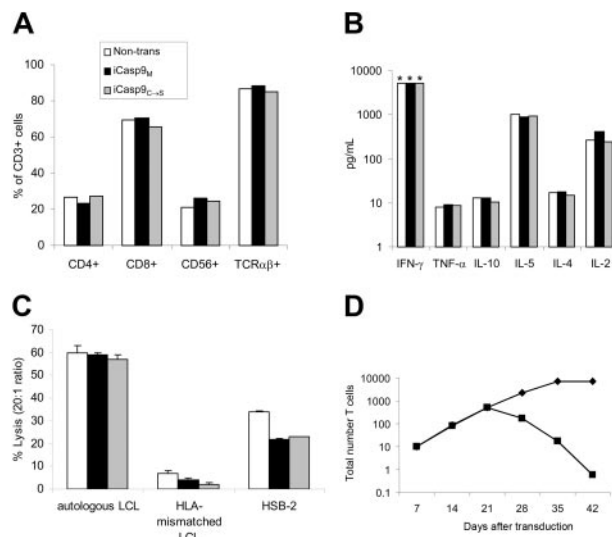 A
Non-trans
iCasp9M
iCasp9C→S
% of CD3+ cells
100
80
60
40
20
0
CD4+ CD8+ CD56+ TCRαβ+
B
pg/mL
10000
1000
100
10
1
* * *
IFN-γ TNF-α IL-10 IL-5 IL-4 IL-2
C
% Lysis (20:1 ratio)
70
60
50
40
30
20
10
0
autologous LCL HLA- HSB-2
mismatched
LCL
D
Total number T cells
10000
1000
100
10
1
0.1
7 14 21 28 35 42
Days after transduction